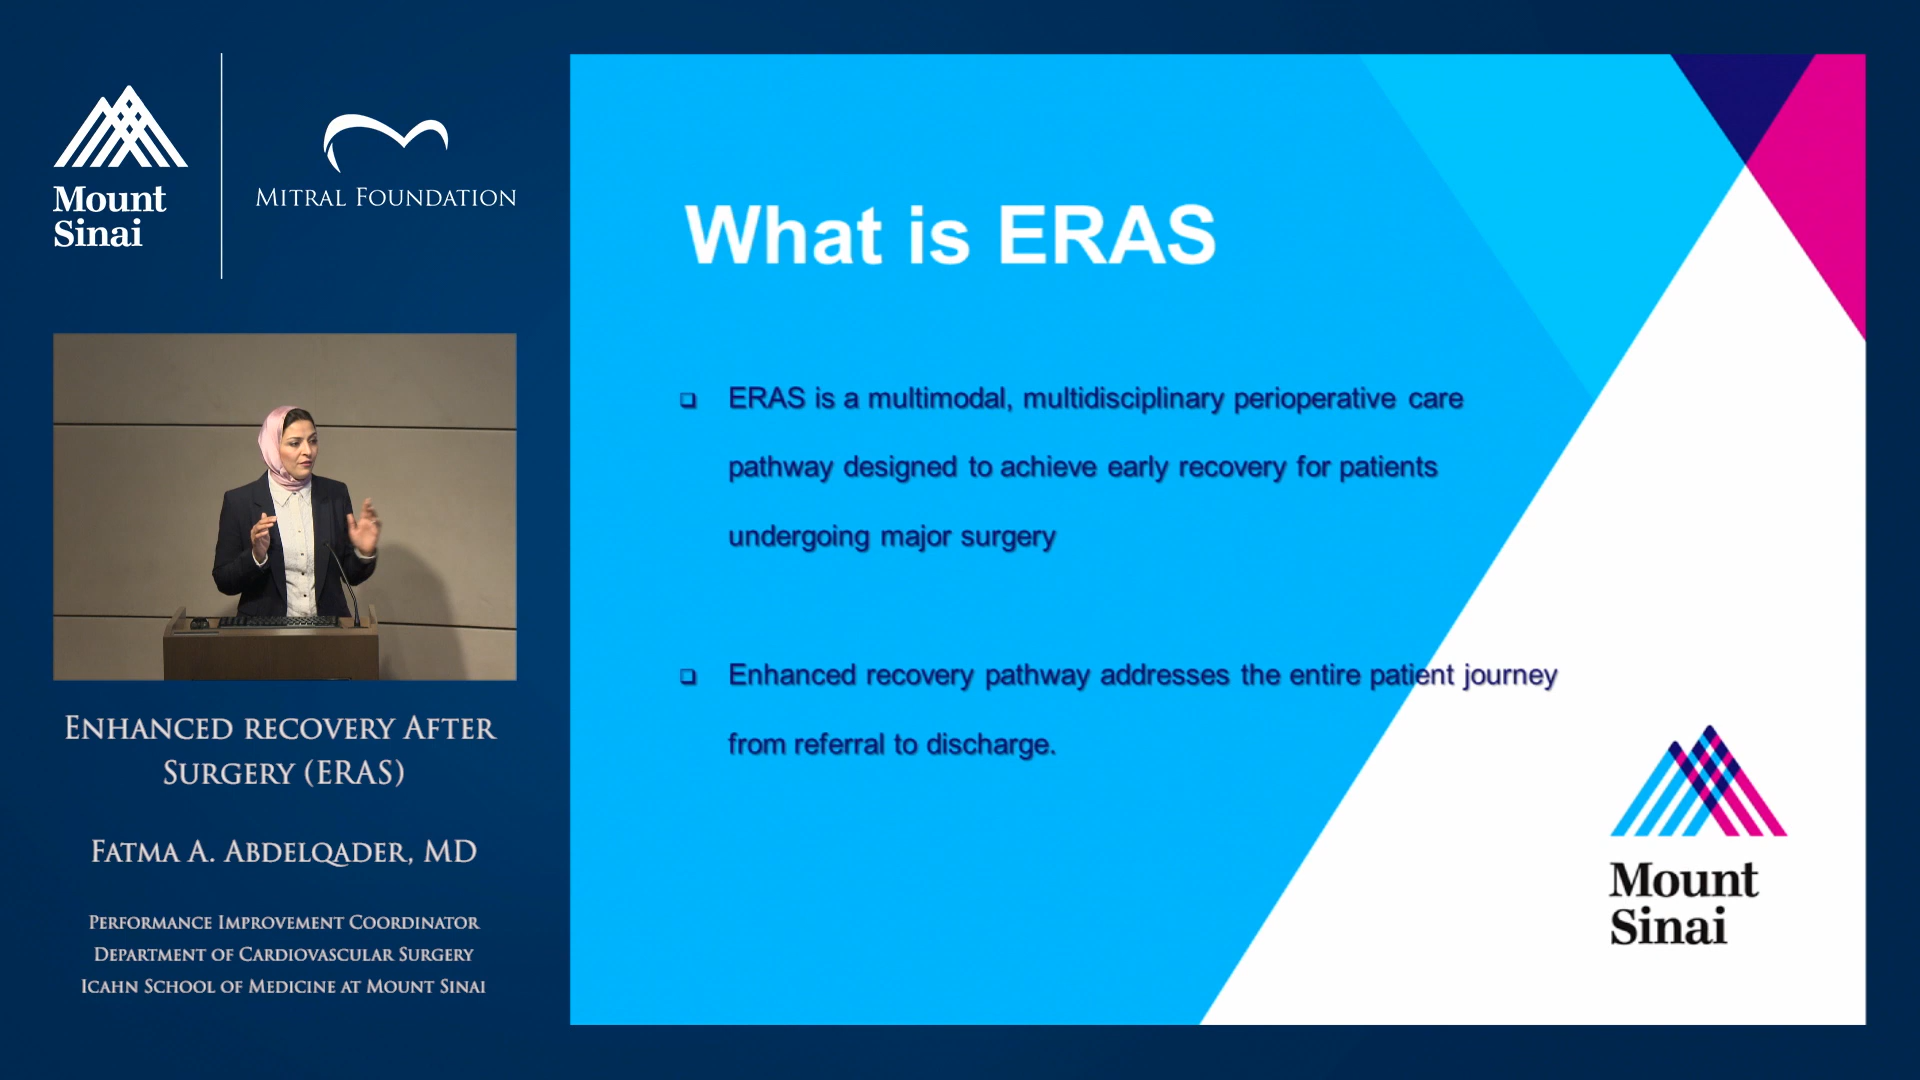 Mount
Sinai
MITRAL FOUNDATION
ENHANCED RECOVERY AFTER
SURGERY (ERAS)
FATMA A. ABDELQADER, MD
PERFORMANCE IMPROVEMENT COORDINATOR
DEPARTMENT OF CARDIOVASCULAR SURGERY
ICAHN SCHOOL OF MEDICINE AT MOUNT SINAI
What is ERAS
❑ ERAS is a multimodal, multidisciplinary perioperative care
pathway designed to achieve early recovery for patients
undergoing major surgery
❑ Enhanced recovery pathway addresses the entire patient journey
from referral to discharge.
Mount
Sinai